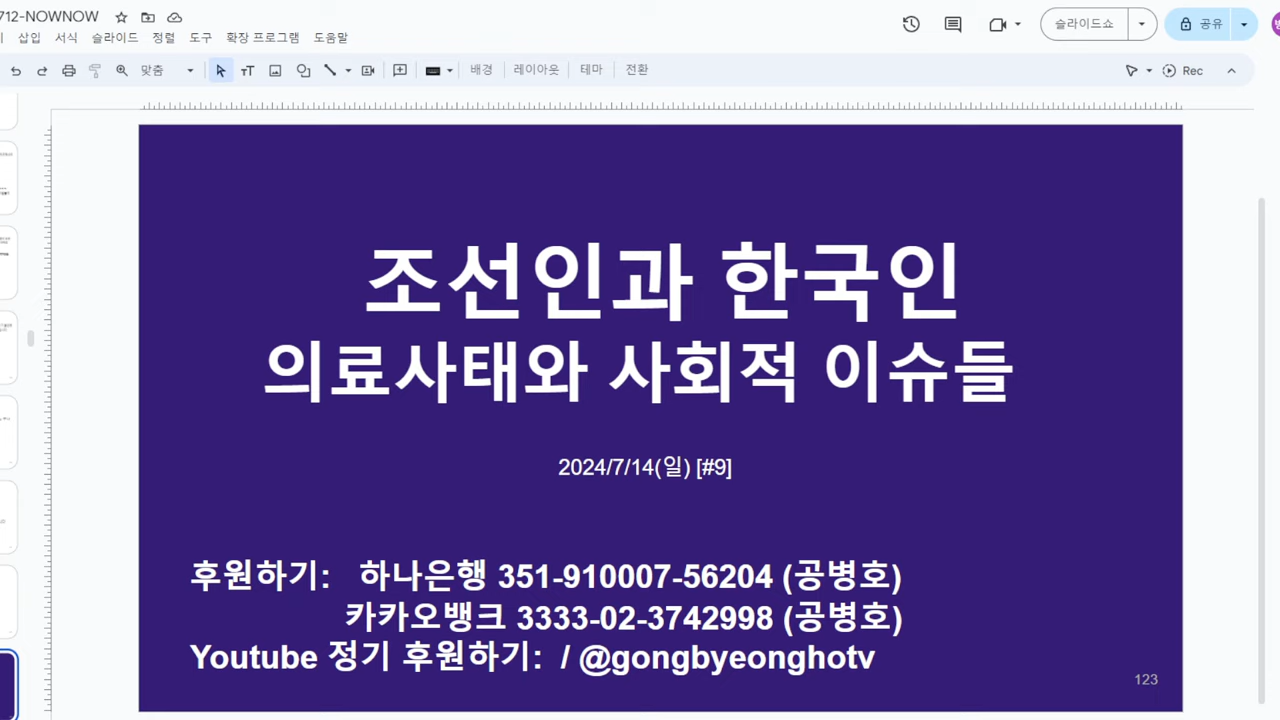 712-NOWNOW
삽입 서식 슬라이드 정렬 도구 확장 프로그램 도움말
슬라이드쇼
공유
맞춤
배경 레이아웃 테마 전환
Rec
조선인과 한국인
의료사태와 사회적 이슈들
2024/7/14(일) [#9]
후원하기: 하나은행 351-910007-56204 (공병호)
카카오뱅크 3333-02-3742998 (공병호)
Youtube 정기 후원하기: / @gongbyeonghotv
123